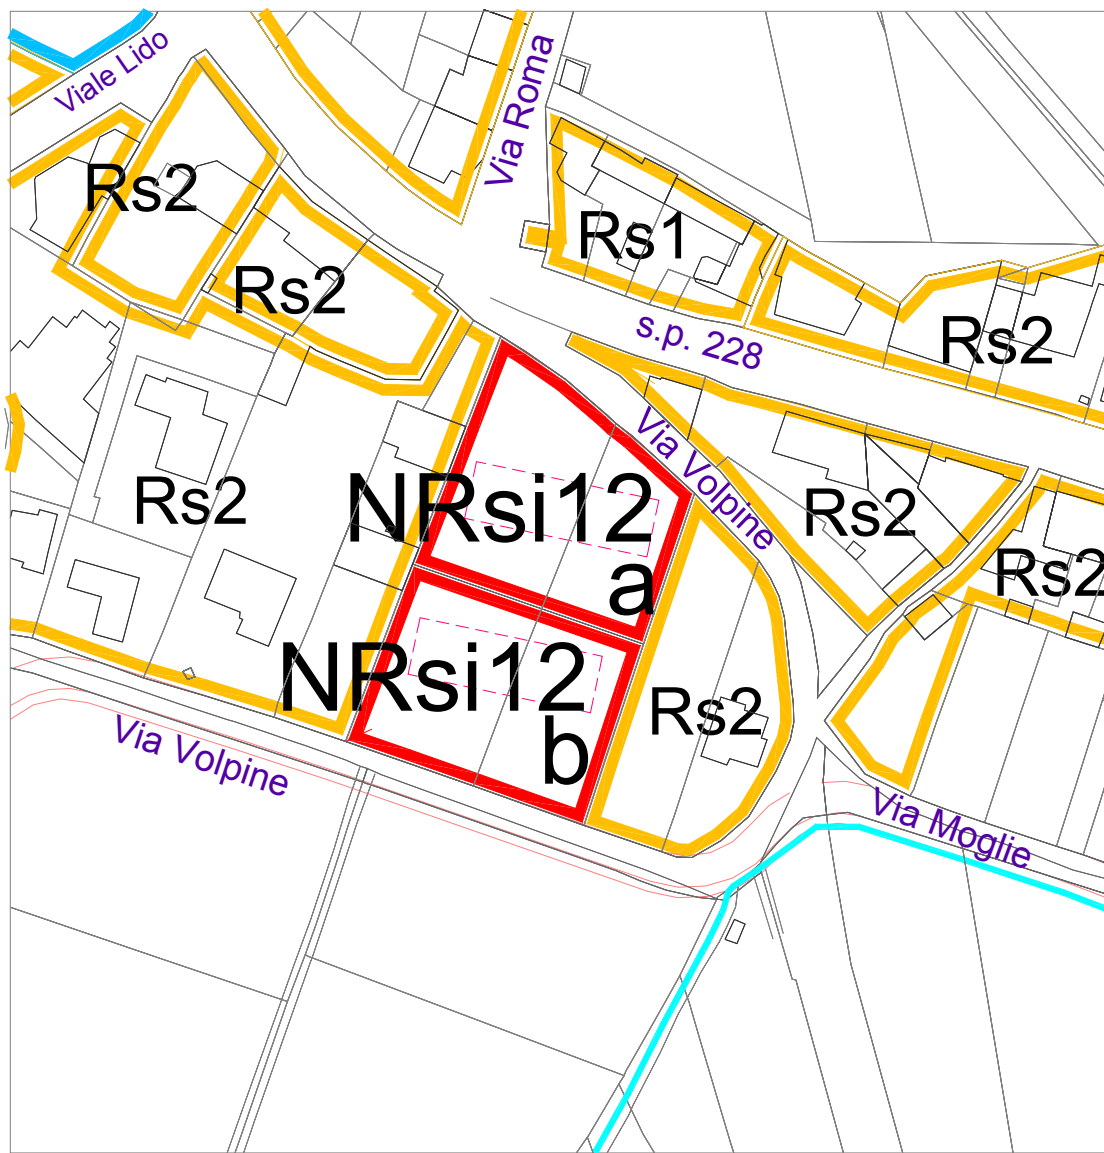 Viale Lido
Via Roma
Rs2
Rs1
Rs2
s.p. 228
Rs2
Via Volpine
Rs2
NRsi12
a
Rs2
Rs2
NRsi12
b
Rs2
Via Volpine
Via Moglie